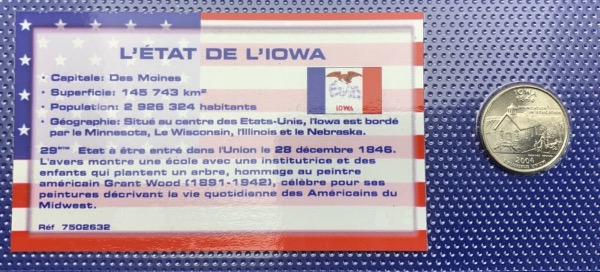 L'ÉTAT DE L'IOWA
• Capitale: Des Moines
• Superficie: 145 743 km²
• Population: 2 926 324 habitants
• Géographie: Situé au centre des Etats-Unis, l'Iowa est bordé
par le Minnesota, Le Wisconsin, l'Illinois et le Nebraska.
IOWA
29ème Etat à être entré dans l'Union le 28 décembre 1846.
L'avers montre une école avec une institutrice et des
enfants qui plantent un arbre, hommage au peintre
américain Grant Wood (1891-1942), célèbre pour ses
peintures décrivant la vie quotidienne des Américains du
Midwest.
Réf 7502632
IOWA
2004